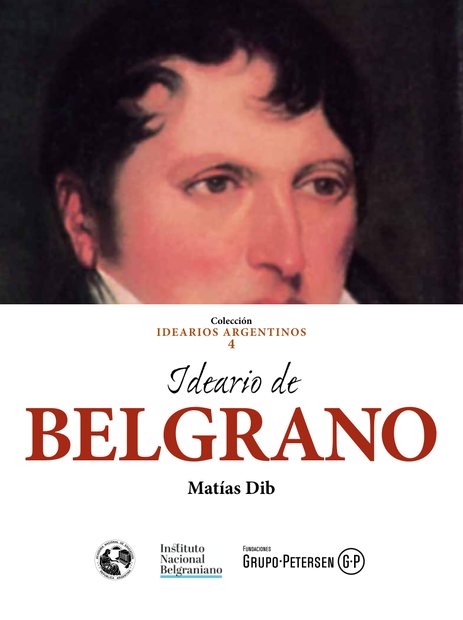 Colección
IDEARIOS ARGENTINOS
4
Ideario de
BELGRANO
Matías Dib
Instituto
Nacional
Belgraniano
FUNDACIONES
GRUPO-PETERSEN G·P